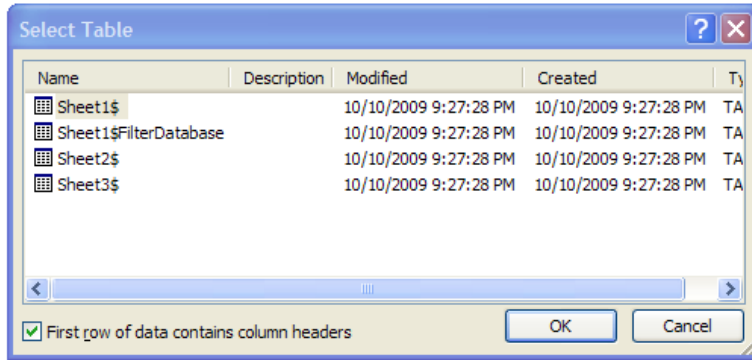 Select Table
Name Description Modified Created Ty
Sheet1$ 10/10/2009 9:27:28 PM 10/10/2009 9:27:28 PM TA
Sheet1$FilterDatabase 10/10/2009 9:27:28 PM 10/10/2009 9:27:28 PM TA
Sheet2$ 10/10/2009 9:27:28 PM 10/10/2009 9:27:28 PM TA
Sheet3$ 10/10/2009 9:27:28 PM 10/10/2009 9:27:28 PM TA
First row of data contains column headers OK Cancel